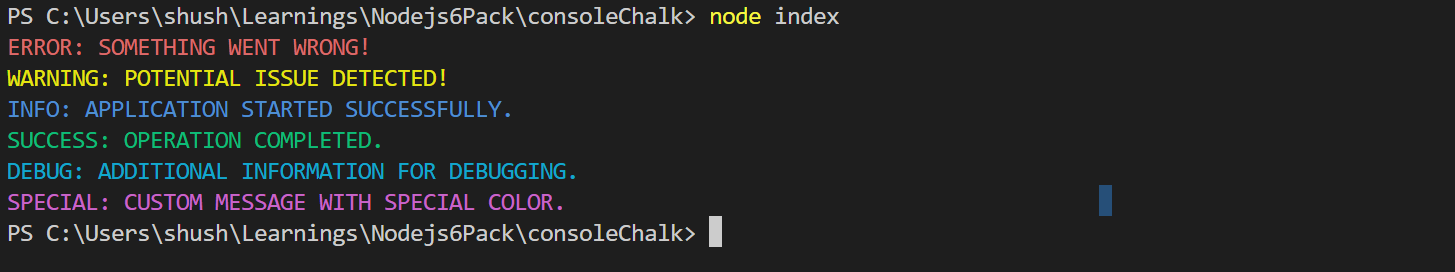 PS C:\Users\shush\Learnings\Nodejs6Pack\consoleChalk> node index
ERROR: SOMETHING WENT WRONG!
WARNING: POTENTIAL ISSUE DETECTED!
INFO: APPLICATION STARTED SUCCESSFULLY.
SUCCESS: OPERATION COMPLETED.
DEBUG: ADDITIONAL INFORMATION FOR DEBUGGING.
SPECIAL: CUSTOM MESSAGE WITH SPECIAL COLOR.
PS C:\Users\shush\Learnings\Nodejs6Pack\consoleChalk>